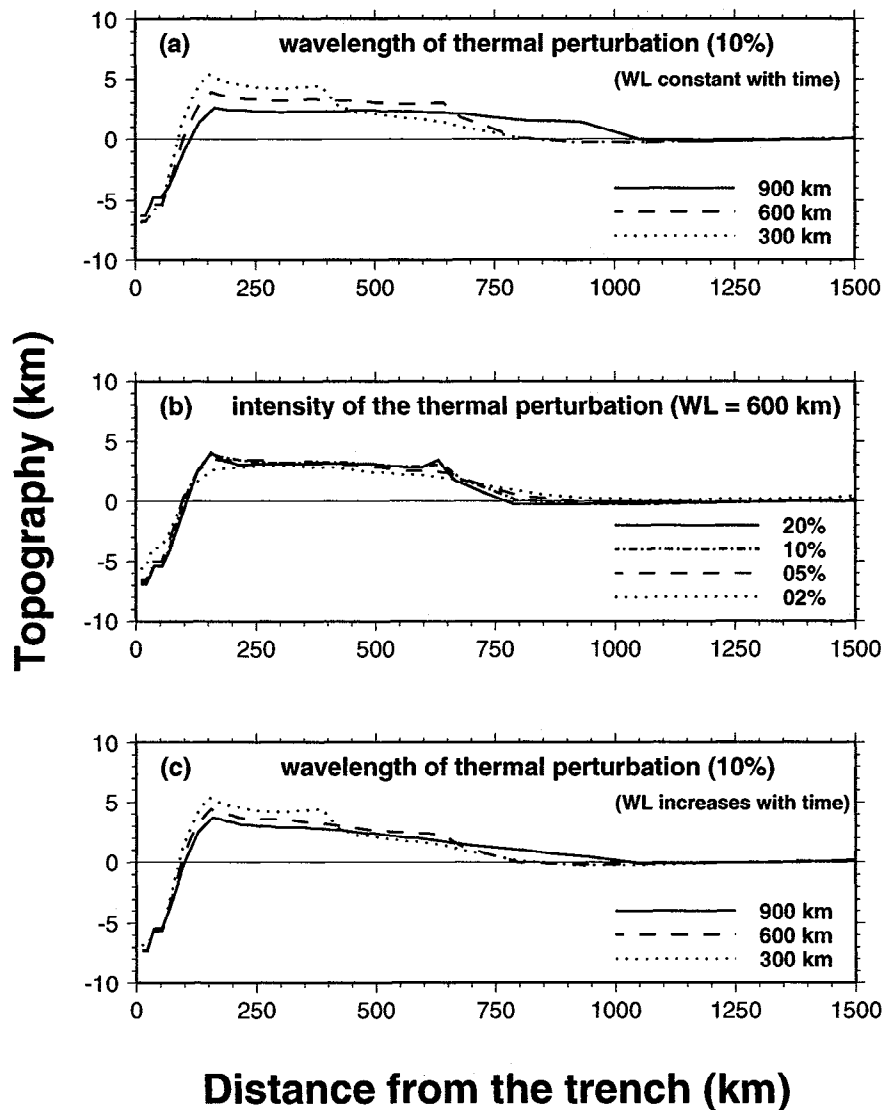 Topography (km)
(a) wavelength of thermal perturbation (10%)
(WL constant with time)
10
5
0
-5
-10
900 km
600 km
300 km
0 250 500 750 1000 1250 1500
(b) intensity of the thermal perturbation (WL = 600 km)
10
5
0
-5
-10
20%
10%
05%
02%
0 250 500 750 1000 1250 1500
(c) wavelength of thermal perturbation (10%)
(WL increases with time)
10
5
0
-5
-10
900 km
600 km
300 km
0 250 500 750 1000 1250 1500
Distance from the trench (km)